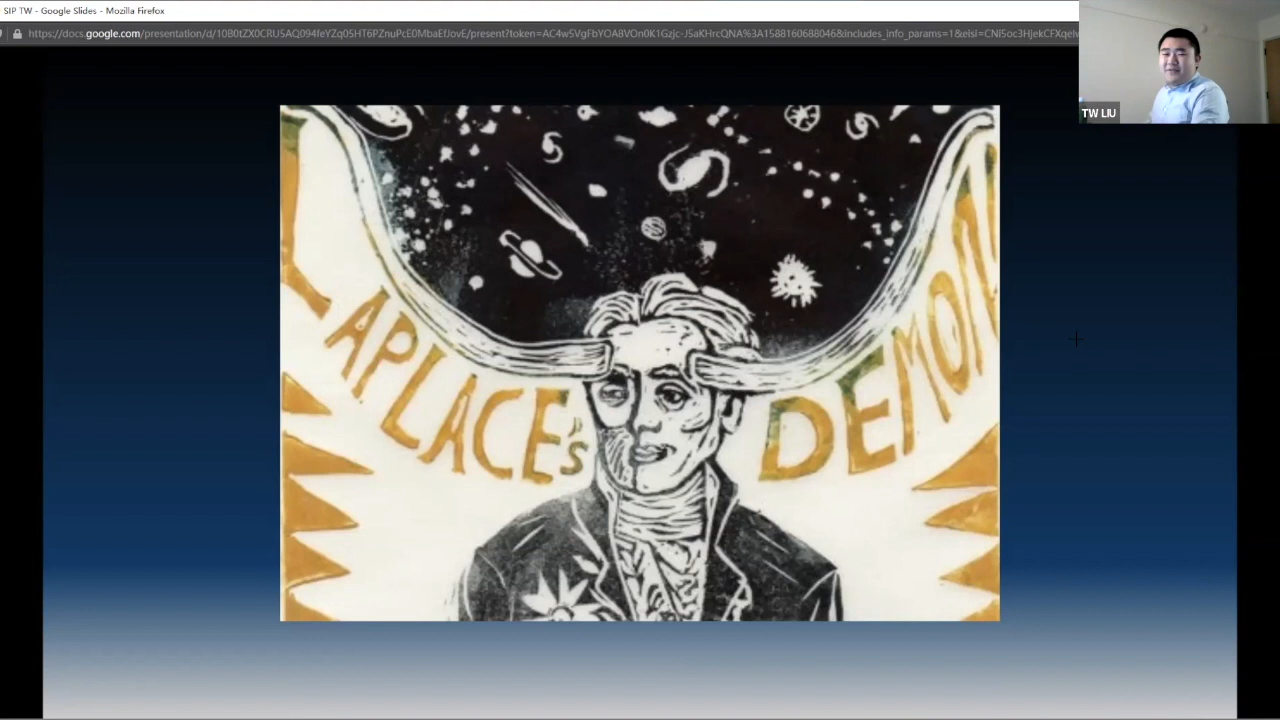 SIP TW - Google Slides - Mozilla Firefox
TW LIU
LAPLACE's
DEMON